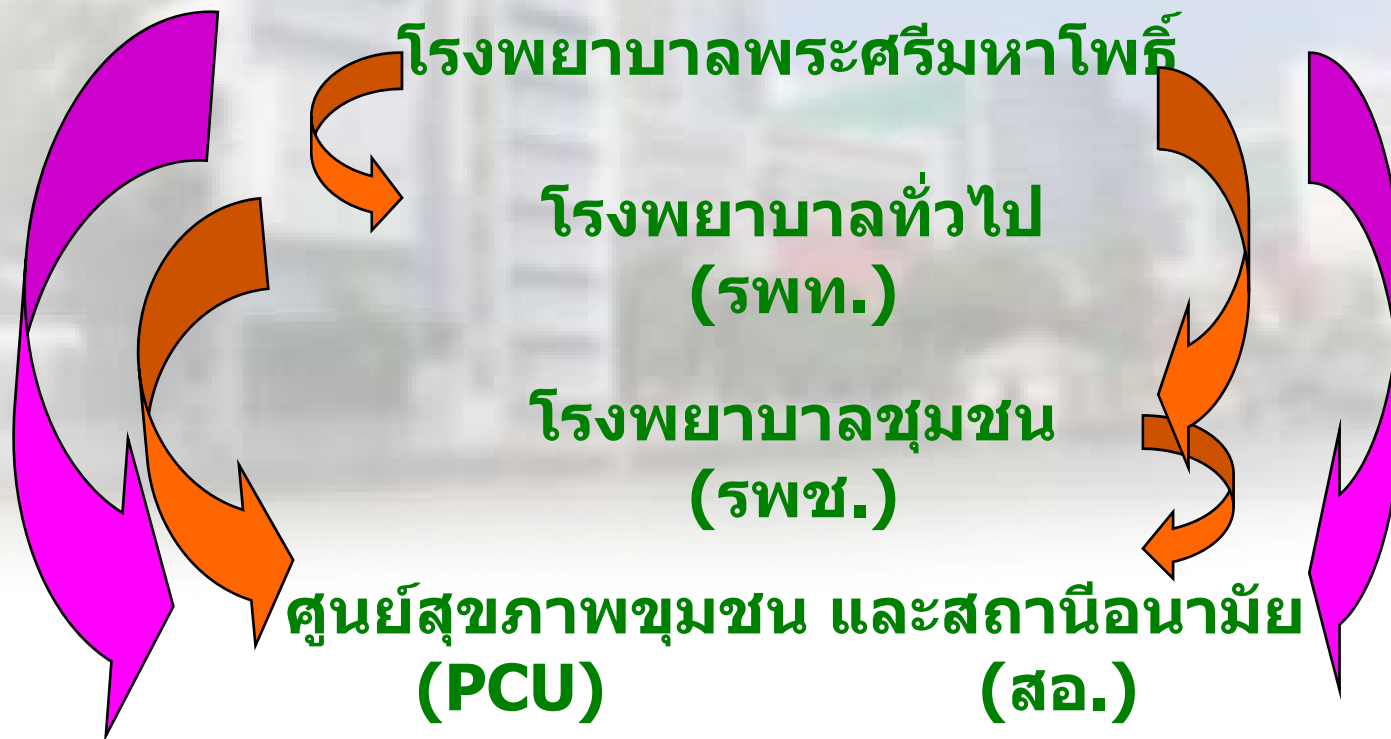 โรงพยาบาลพระศรีมหาโพธิ์
โรงพยาบาลทั่วไป
(รพท.)
โรงพยาบาลชุมชน
(รพช.)
ศูนย์สุขภาพขุมชน และสถานีอนามัย
(PCU) (สอ.)